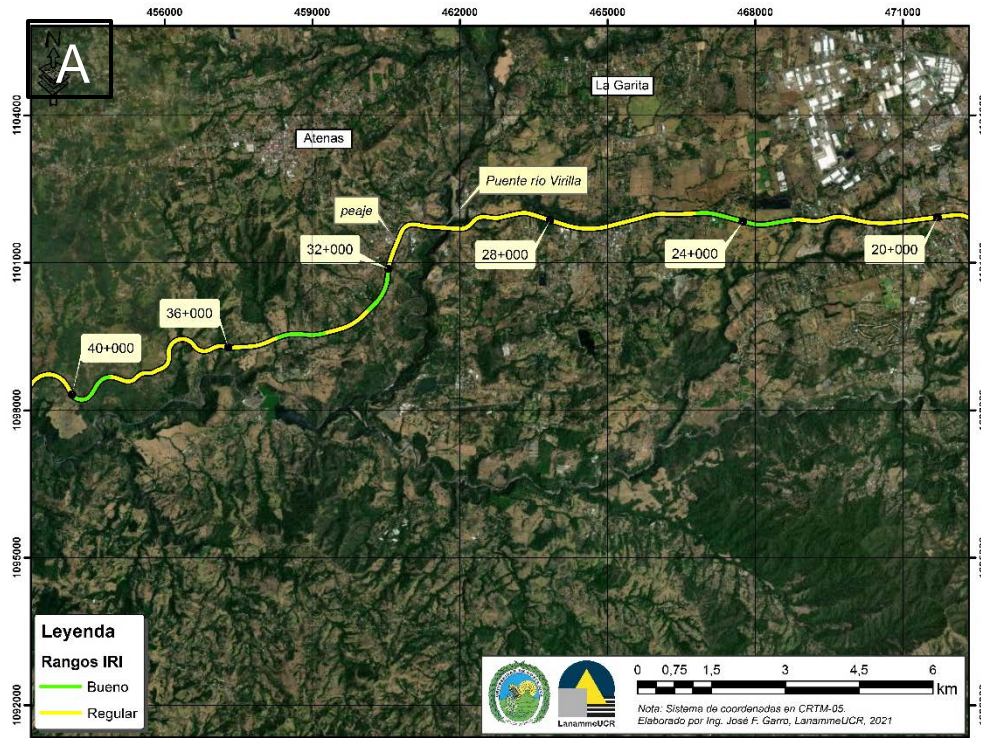 456000
459000
462000
465000
468000
471000
A
N
La Garita
1104000
Atenas
Puente río Virilla
peaje
32+000
28+000
24+000
20+000
1101000
36+000
40+000
1098000
1095000
Leyenda
Rangos IRI
Bueno
Regular
1092000
LanammeUCR
0 0,75 1,5 3 4,5 6
km
Nota: Sistema de coordenadas en CRTM-05.
Elaborado por Ing. José F. Garro, LanammeUCR, 2021